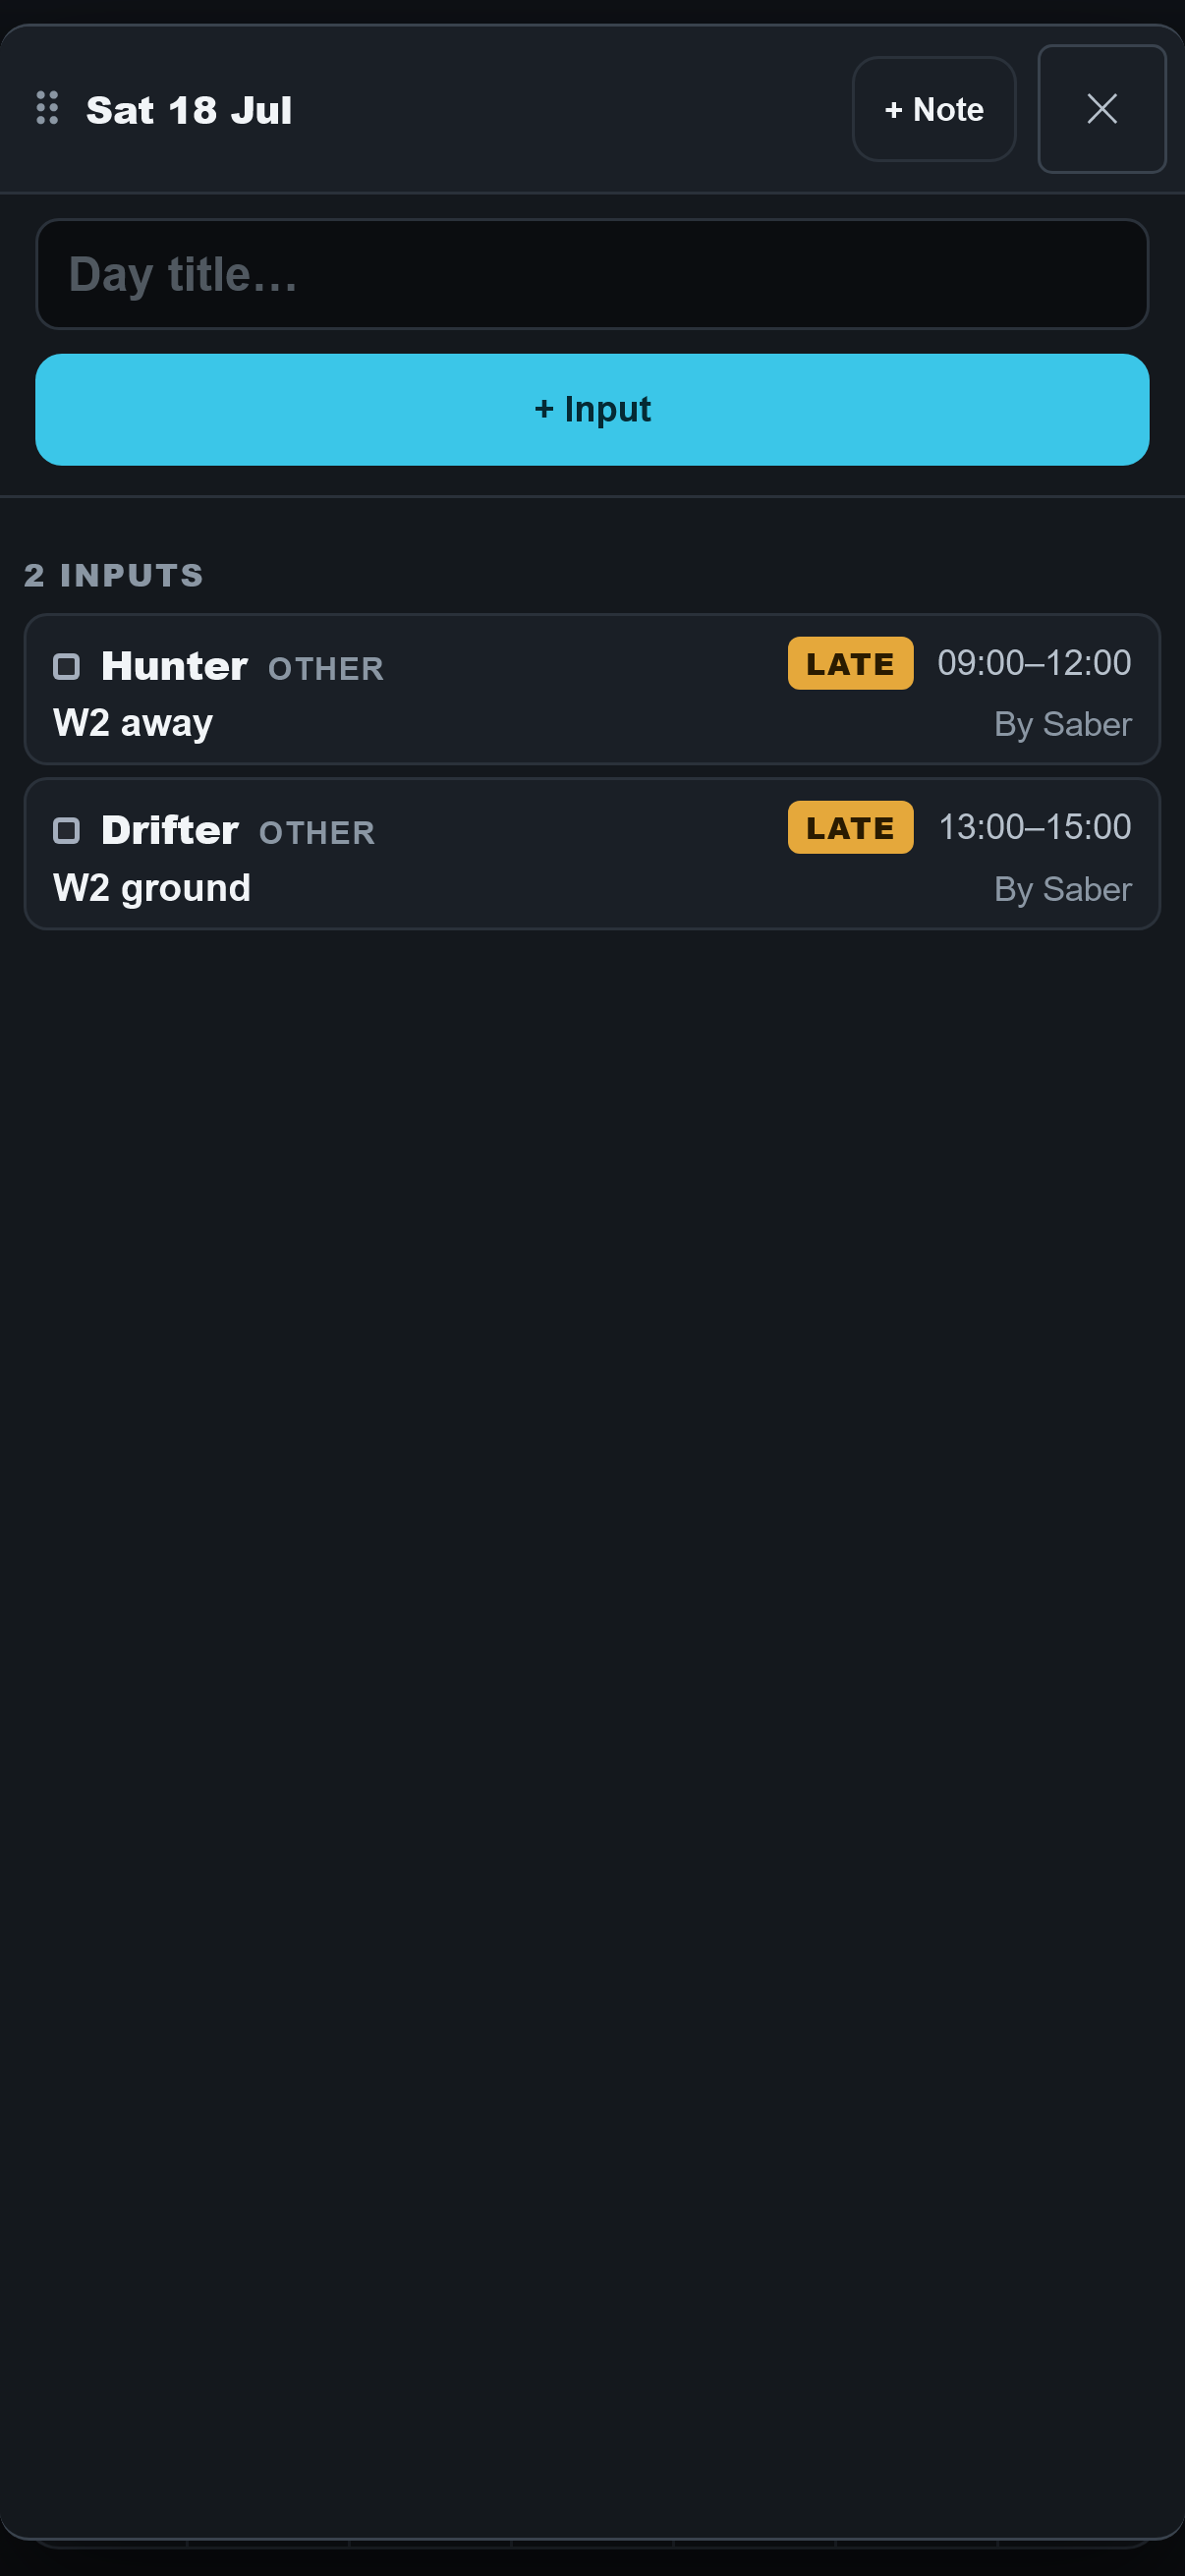 Sat 18 Jul + Note
Day title…
+ Input
2 INPUTS
Hunter OTHER LATE 09:00–12:00
W2 away By Saber
Drifter OTHER LATE 13:00–15:00
W2 ground By Saber